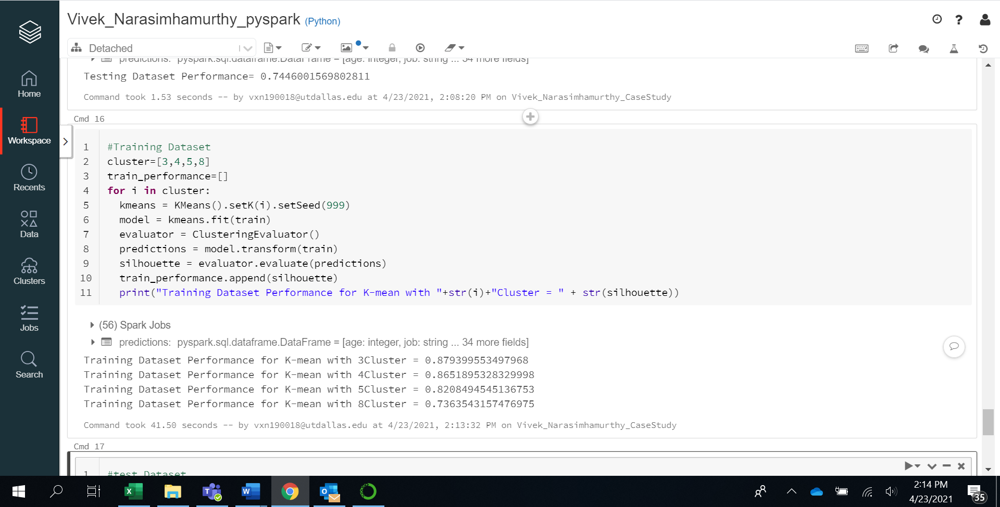 Vivek_Narasimhamurthy_pyspark (Python)
Detached
predictions: pyspark.sql.dataframe.DataFrame = [age: integer, job: string ... 34 more fields]
Testing Dataset Performance= 0.7446001569802811
Command took 1.53 seconds -- by vxn190018@utdallas.edu at 4/23/2021, 2:08:20 PM on Vivek_Narasimhamurthy_CaseStudy
Home
Workspace
Recents
Data
Clusters
Jobs
Search
Cmd 16
1 #Training Dataset
2 cluster=[3,4,5,8]
3 train_performance=[]
4 for i in cluster:
5 kmeans = KMeans().setK(i).setSeed(999)
6 model = kmeans.fit(train)
7 evaluator = ClusteringEvaluator()
8 predictions = model.transform(train)
9 silhouette = evaluator.evaluate(predictions)
10 train_performance.append(silhouette)
11 print("Training Dataset Performance for K-mean with "+str(i)+"Cluster = " + str(silhouette))
(56) Spark Jobs
predictions: pyspark.sql.dataframe.DataFrame = [age: integer, job: string ... 34 more fields]
Training Dataset Performance for K-mean with 3Cluster = 0.879399553497968
Training Dataset Performance for K-mean with 4Cluster = 0.8651895328329998
Training Dataset Performance for K-mean with 5Cluster = 0.8208494545136753
Training Dataset Performance for K-mean with 8Cluster = 0.7363543157476975
Command took 41.50 seconds -- by vxn190018@utdallas.edu at 4/23/2021, 2:13:32 PM on Vivek_Narasimhamurthy_CaseStudy
Cmd 17
1 #test Dataset
2:14 PM
4/23/2021
35